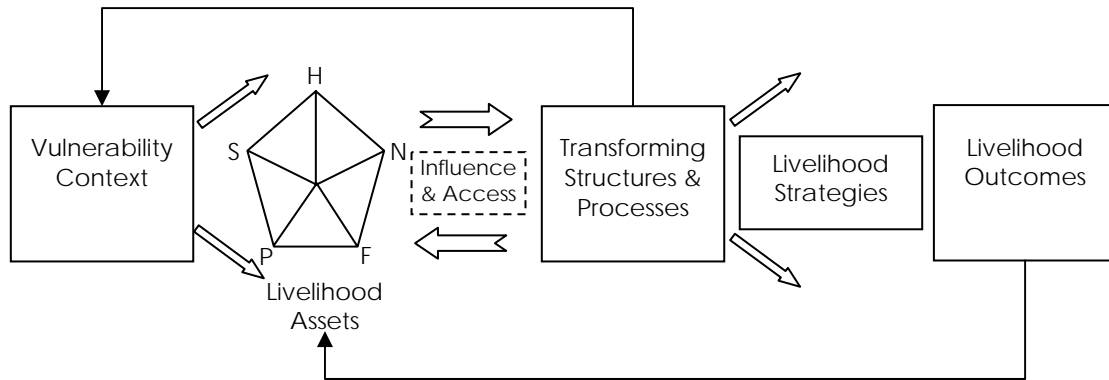 Vulnerability
Context
H
S
N
P
F
Livelihood
Assets
Influence
& Access
Transforming
Structures &
Processes
Livelihood
Strategies
Livelihood
Outcomes